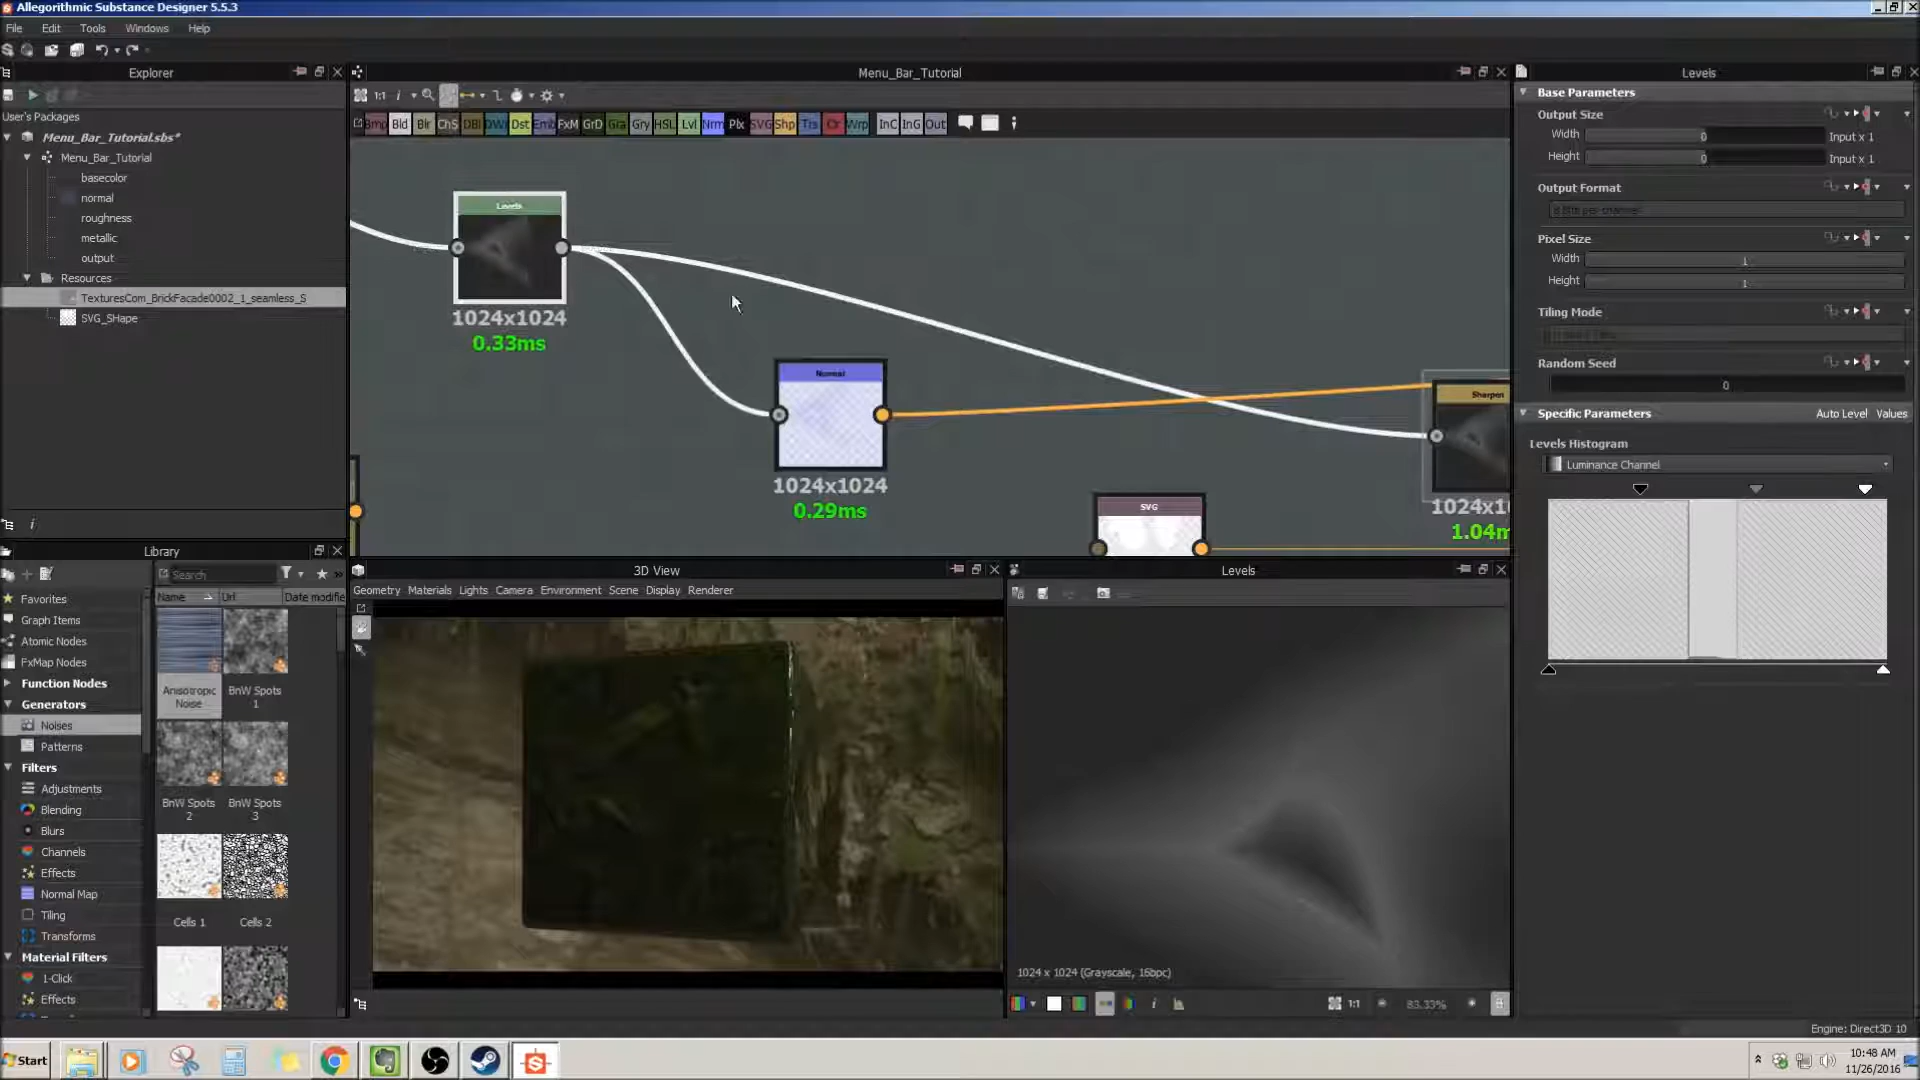 Allegorithmic Substance Designer 5.5.3
File Edit Tools Windows Help
Explorer
User's Packages
Menu_Bar_Tutorial.sbs*
Menu_Bar_Tutorial
basecolor
normal
roughness
metallic
output
Resources
TexturesCom_BrickFacade0002_1_seamless_S
SVG_SHape
Library
Search
Name Url Date modifie
Favorites
Graph Items
Atomic Nodes
FxMap Nodes
Function Nodes
Generators
Noises
Patterns
Filters
Adjustments
Blending
Blurs
Channels
Effects
Normal Map
Tiling
Transforms
Material Filters
1-Click
Effects
Anisotropic Noise
BnW Spots 1
BnW Spots 2
BnW Spots 3
Cells 1
Cells 2
Menu_Bar_Tutorial
1:1
Bmp Bld Blr ChS DBl DWr Dst Emb FxM GrD Gra Gry HSL Lvl Nrm Plx SVG Shp Trs Wrp InC InG Out
Levels
1024x1024
0.33ms
Normal
1024x1024
0.29ms
SVG
Sharpen
1024x1
1.04m
3D View
Geometry Materials Lights Camera Environment Scene Display Renderer
Levels
1024 x 1024 (Grayscale, 16bpc)
1:1
83.33%
Levels
Base Parameters
Output Size
Width 0 Input x 1
Height 0 Input x 1
Output Format
Pixel Size
Width 1
Height 1
Tiling Mode
Random Seed
0
Specific Parameters Auto Level Values
Levels Histogram
Luminance Channel
Engine: Direct3D 10
Start
10:48 AM
11/26/2016